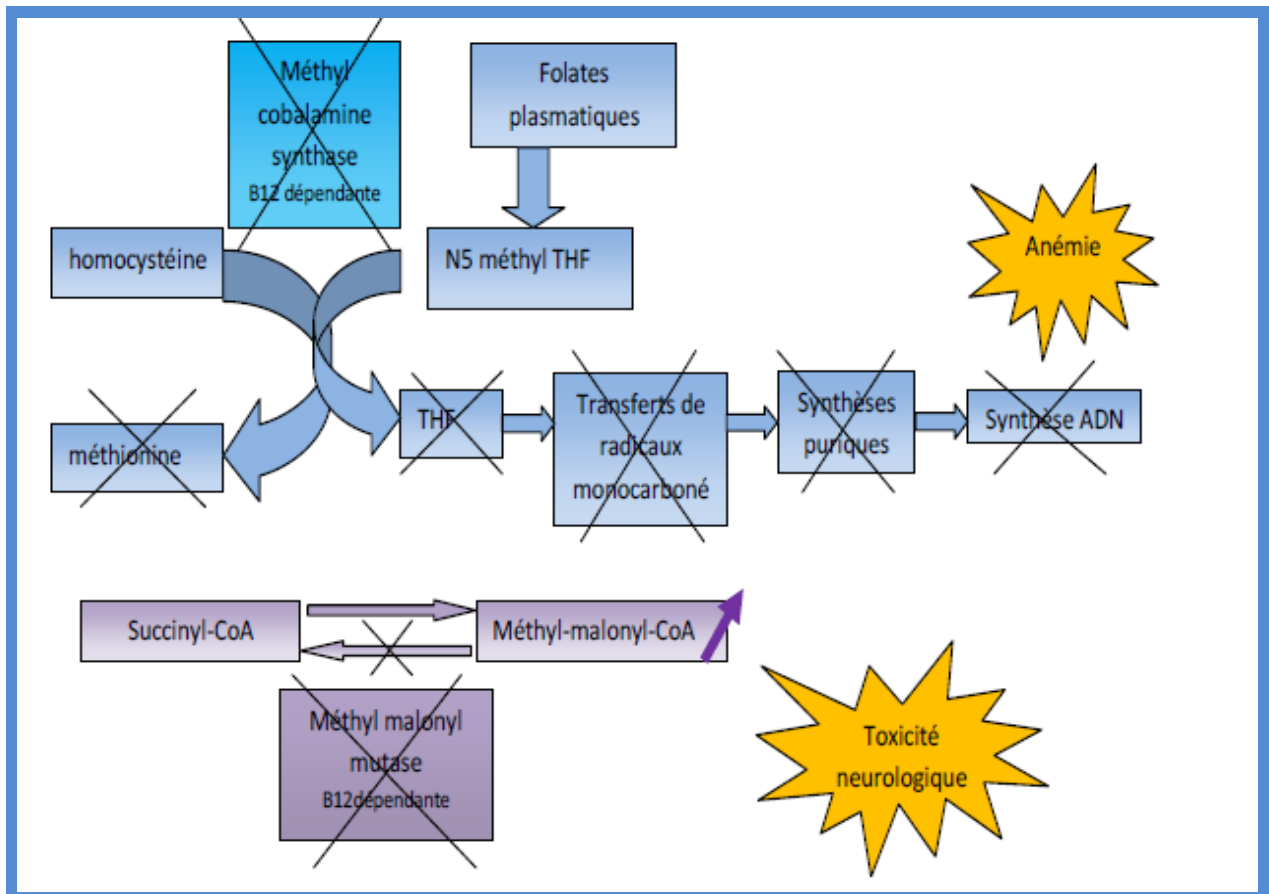 Méthyl
cobalamine
synthase
B12 dépendante
Folates
plasmatiques
homocystéine
N5 méthyl THF
Anémie
méthionine
THF
Transferts de
radicaux
monocarboné
Synthèses
puriques
Synthèse ADN
Succinyl-CoA
Méthyl-malonyl-CoA
Méthyl malonyl
mutase
B12dépendante
Toxicité
neurologique